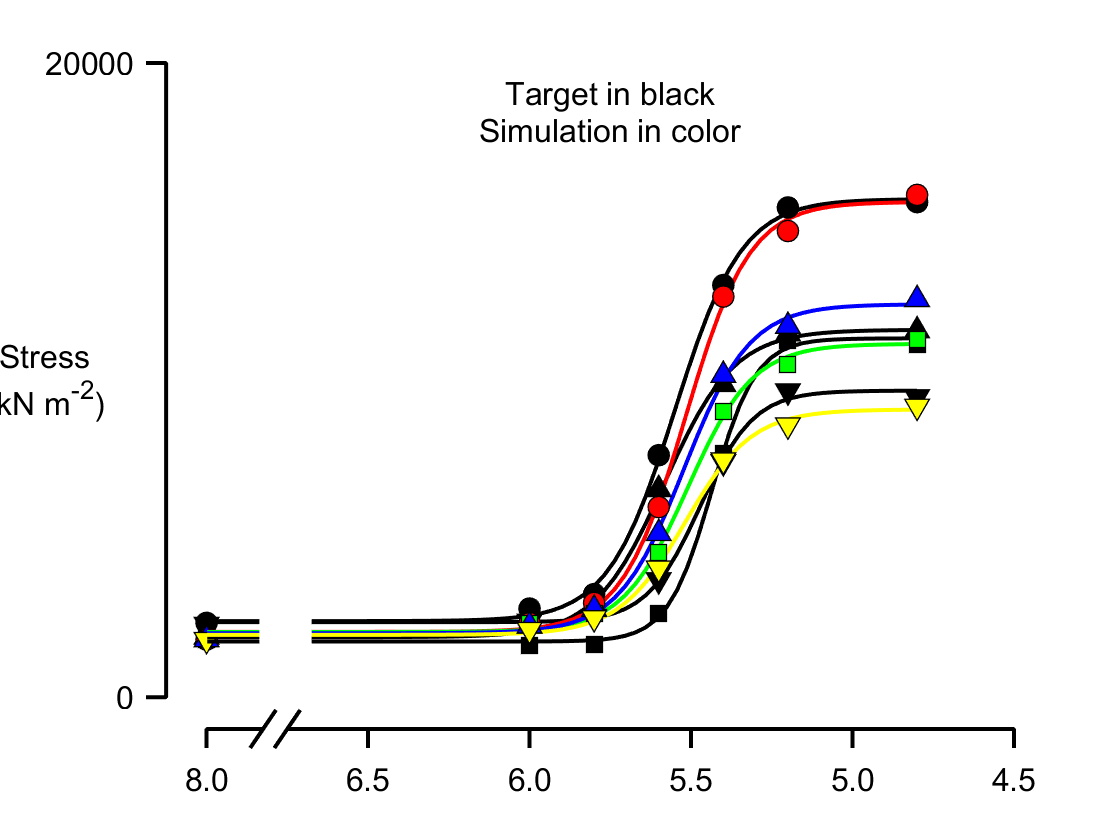 20000
Target in black
Simulation in color
Stress
kN m-2)
0
8.0 6.5 6.0 5.5 5.0 4.5